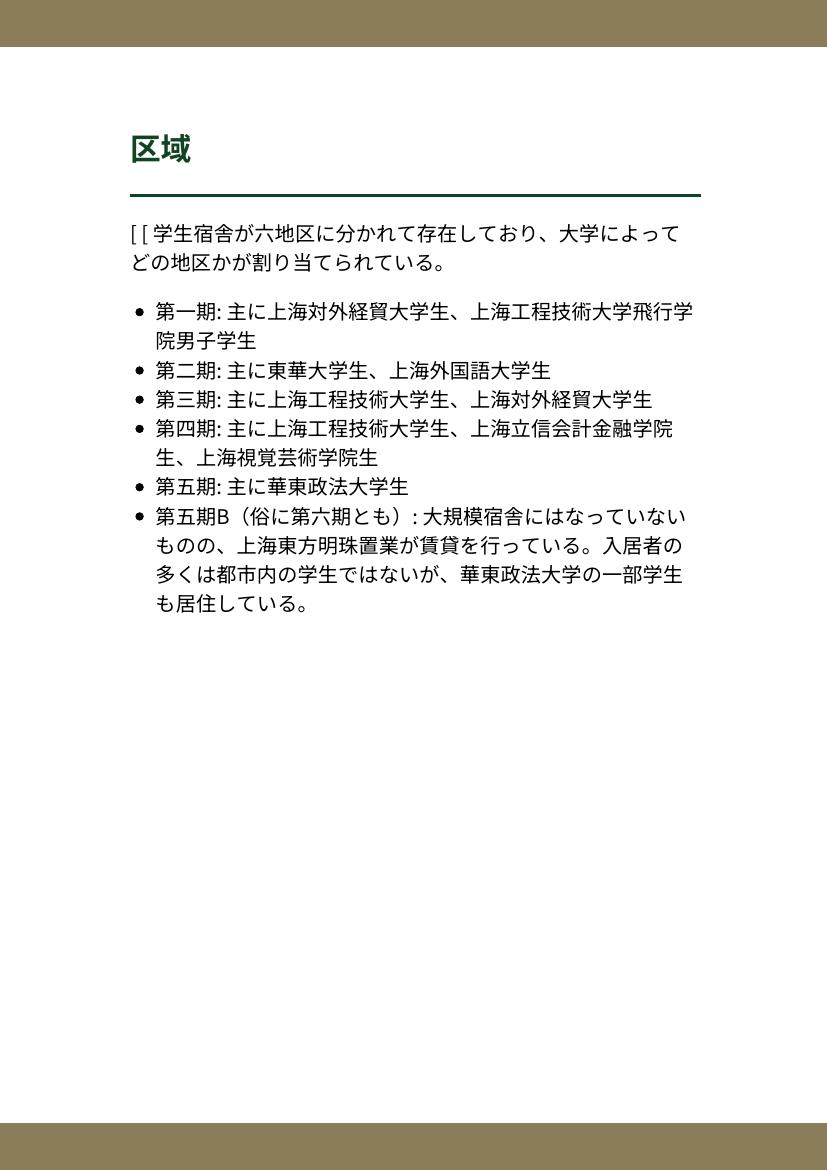 区域
[ [ 学生宿舎が六地区に分かれて存在しており、大学によって
どの地区かが割り当てられている。
• 第一期: 主に上海対外経貿大学生、上海工程技術大学飛行学
院男子学生
• 第二期: 主に東華大学生、上海外国語大学生
• 第三期: 主に上海工程技術大学生、上海対外経貿大学生
• 第四期: 主に上海工程技術大学生、上海立信会計金融学院
生、上海視覚芸術学院生
• 第五期: 主に華東政法大学生
• 第五期B（俗に第六期とも）: 大規模宿舎にはなっていない
ものの、上海東方明珠置業が賃貸を行っている。入居者の
多くは都市内の学生ではないが、華東政法大学の一部学生
も居住している。